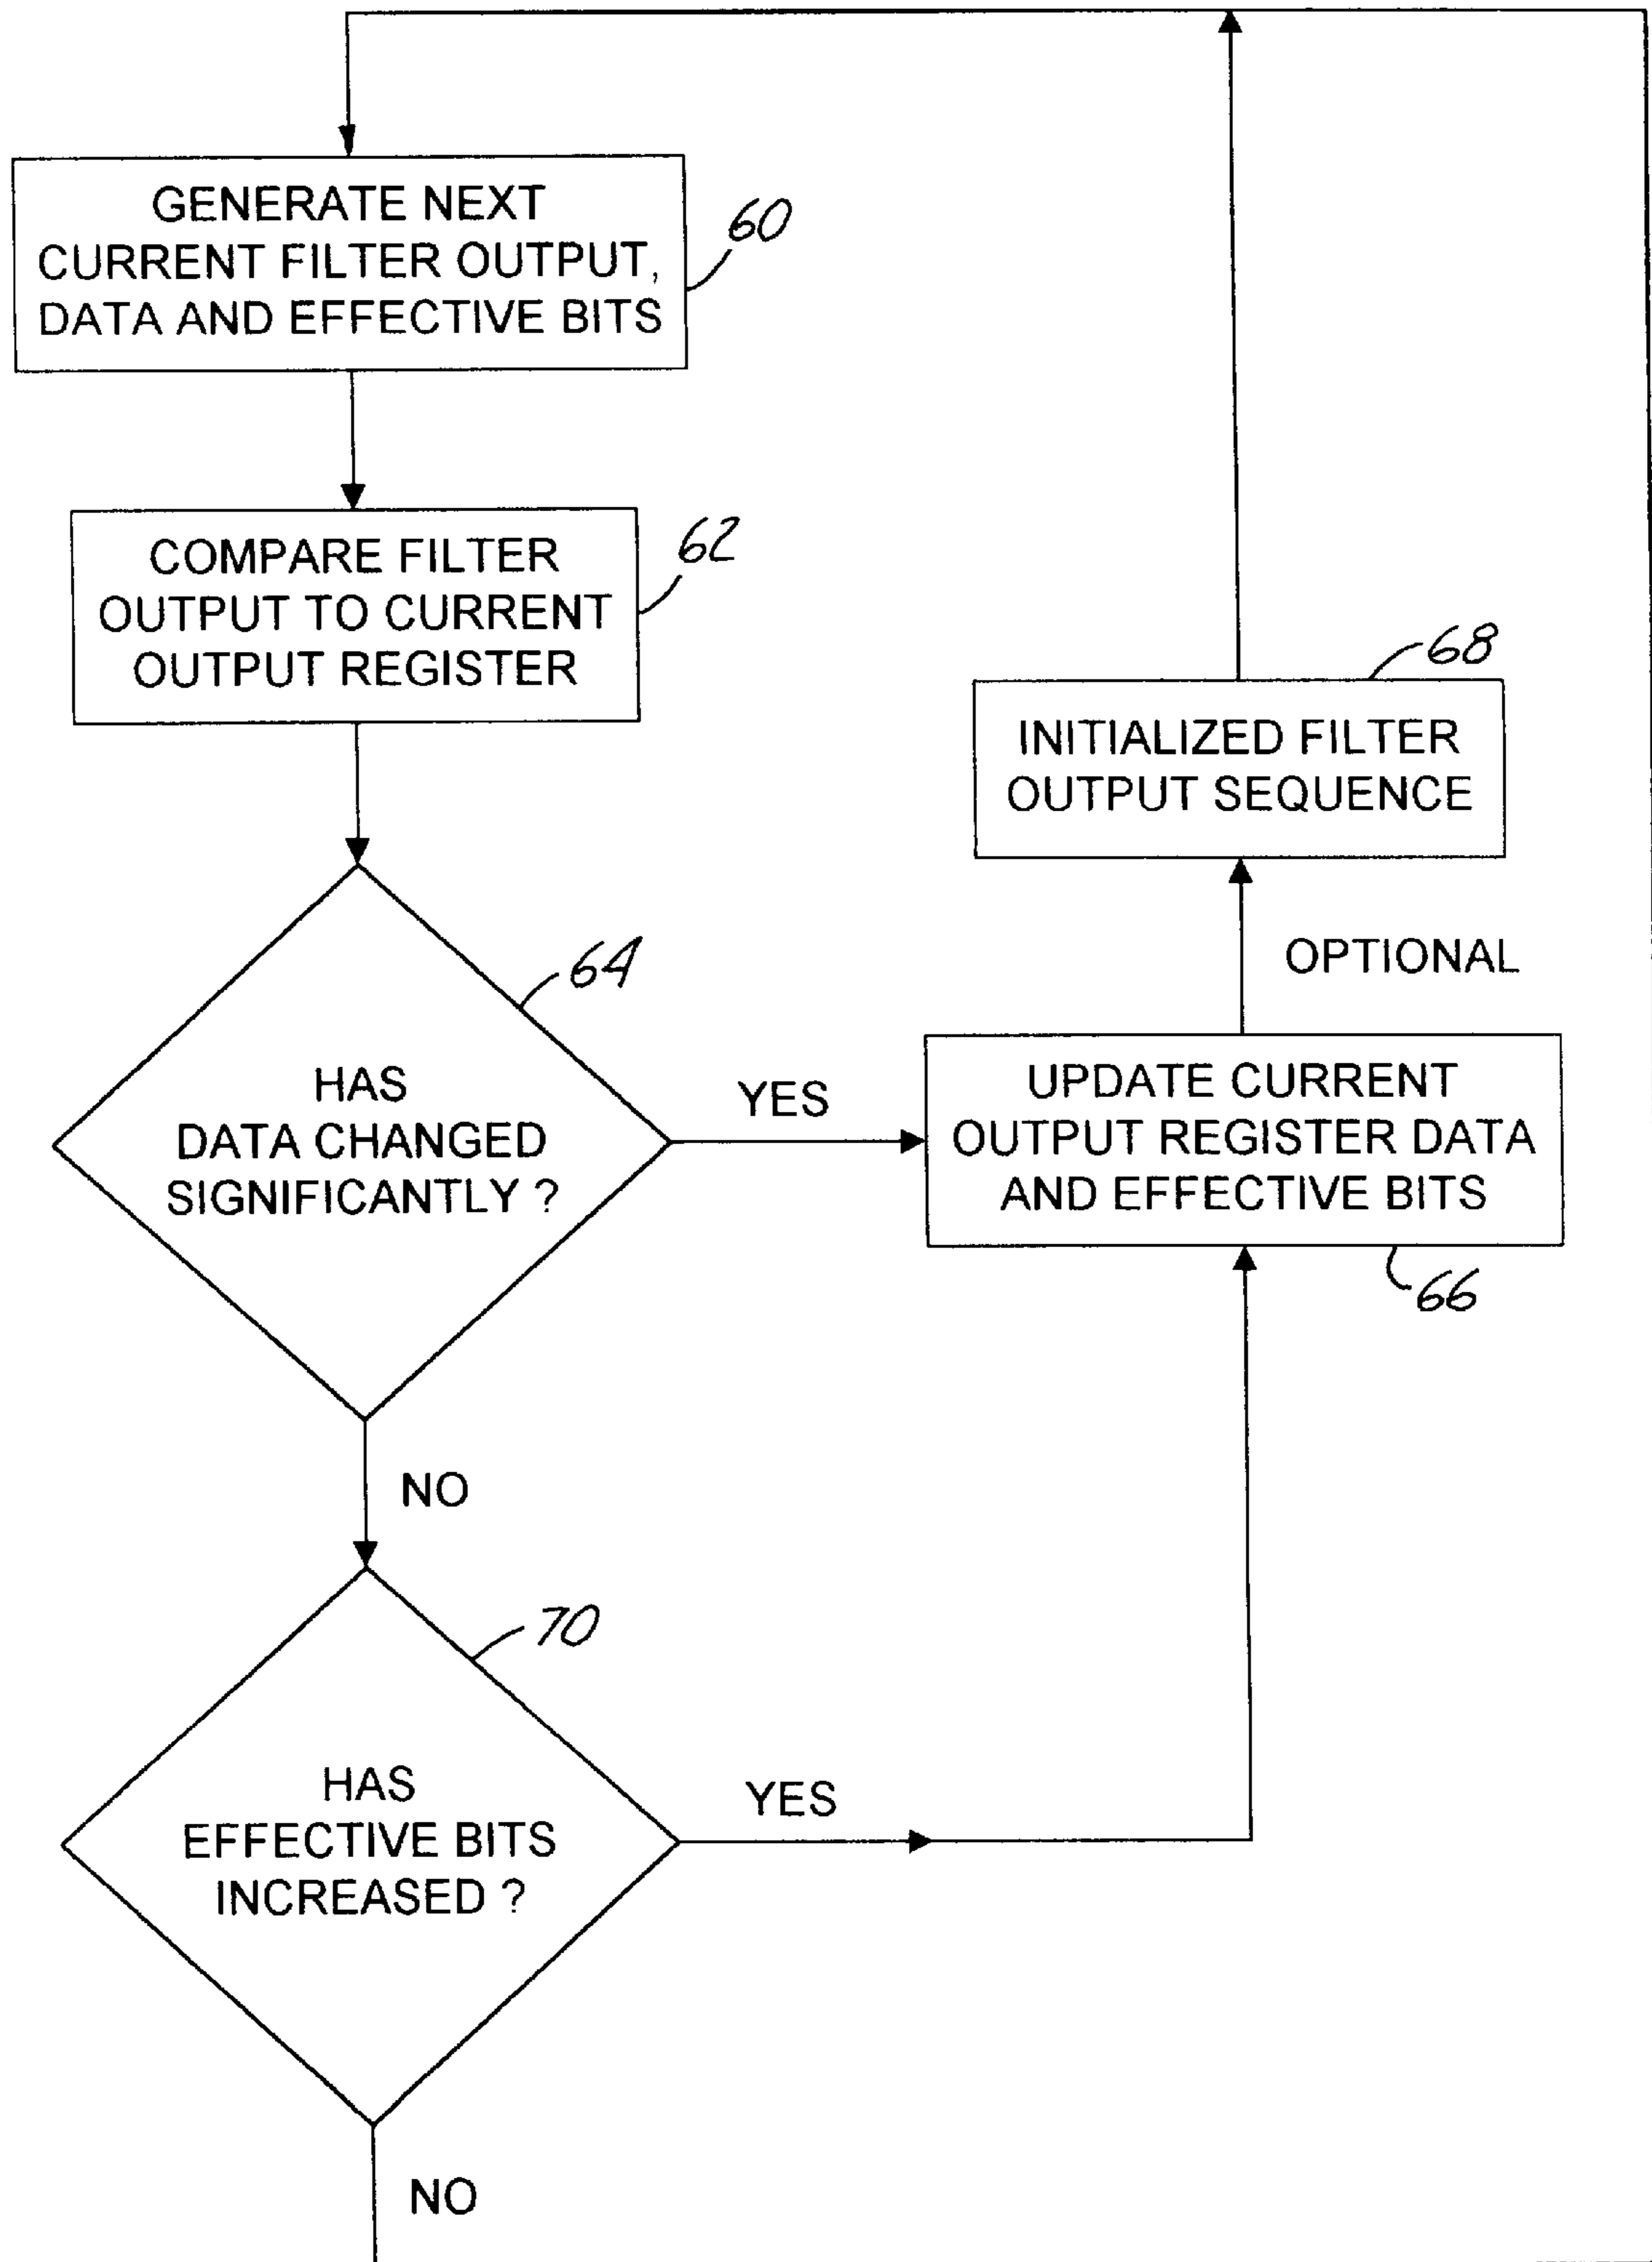 GENERATE NEXT
CURRENT FILTER OUTPUT,
DATA AND EFFECTIVE BITS
60
COMPARE FILTER
OUTPUT TO CURRENT
OUTPUT REGISTER
62
68
INITIALIZED FILTER
OUTPUT SEQUENCE
64
OPTIONAL
HAS
DATA CHANGED
SIGNIFICANTLY ?
YES
UPDATE CURRENT
OUTPUT REGISTER DATA
AND EFFECTIVE BITS
66
NO
70
HAS
EFFECTIVE BITS
INCREASED ?
YES
NO